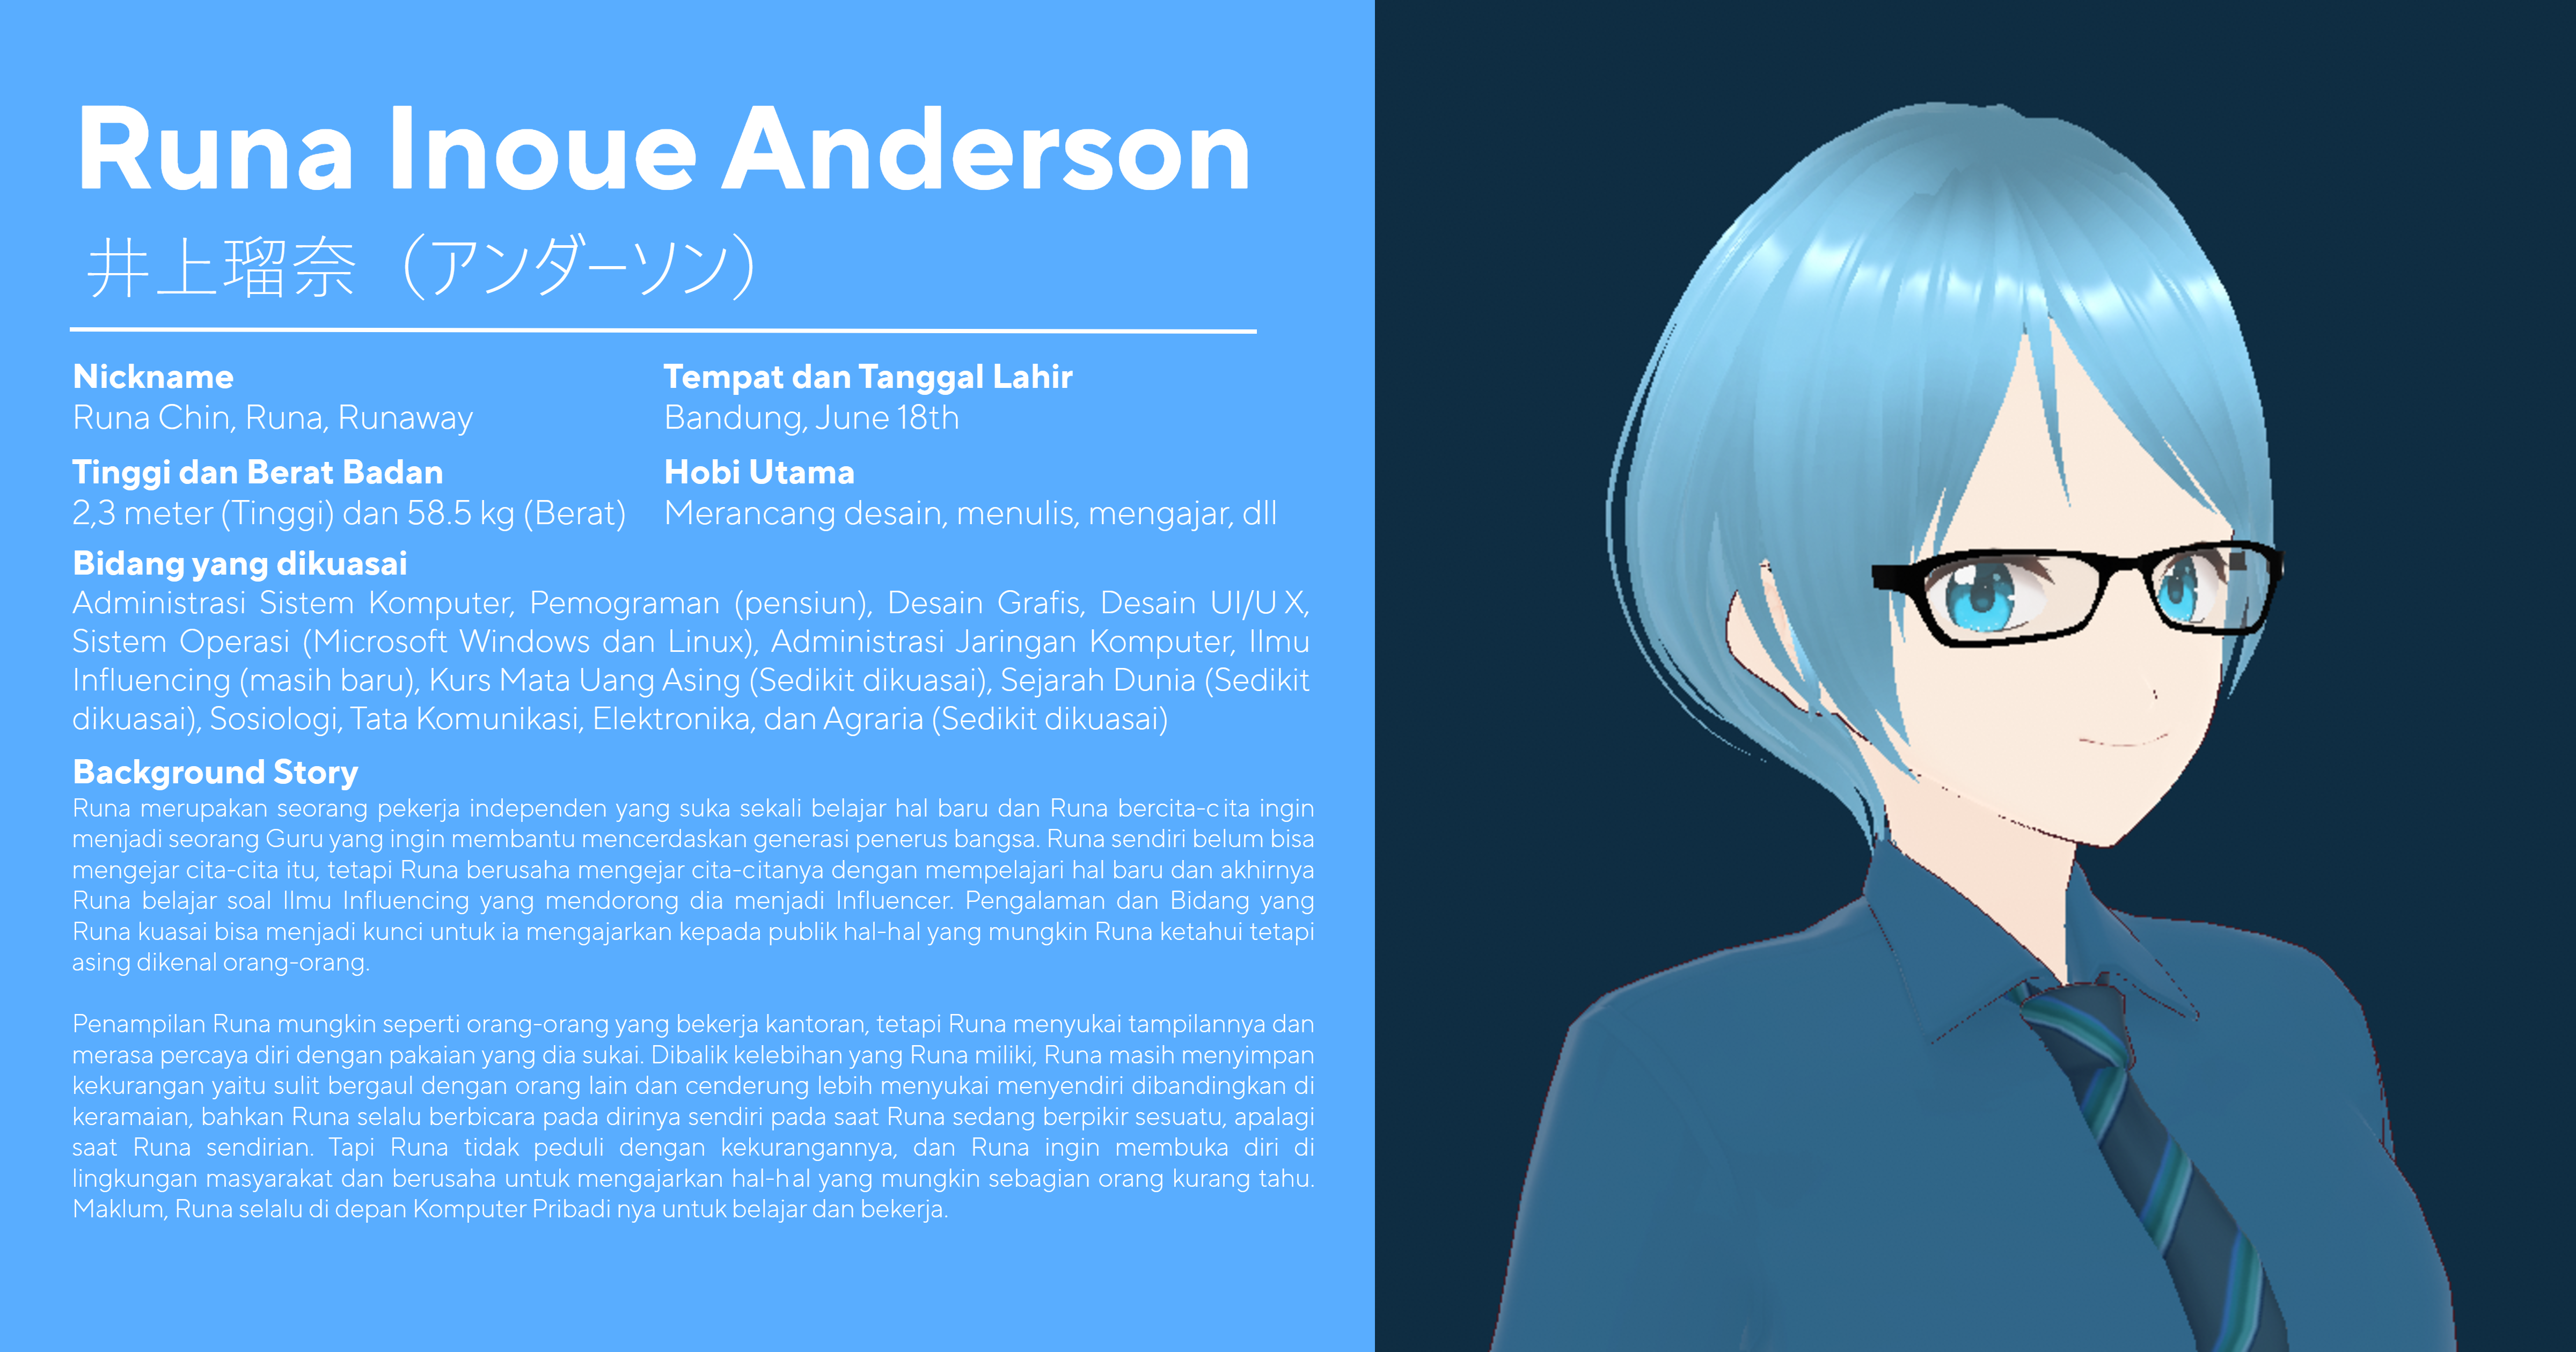 Runa Inoue Anderson
井上瑠奈（アンダーソン）
Nickname
Runa Chin, Runa, Runaway
Tempat dan Tanggal Lahir
Bandung, June 18th
Tinggi dan Berat Badan
2,3 meter (Tinggi) dan 58.5 kg (Berat)
Hobi Utama
Merancang desain, menulis, mengajar, dll
Bidang yang dikuasai
Administrasi Sistem Komputer, Pemograman (pensiun), Desain Grafis, Desain UI/UX,
Sistem Operasi (Microsoft Windows dan Linux), Administrasi Jaringan Komputer, Ilmu
Influencing (masih baru), Kurs Mata Uang Asing (Sedikit dikuasai), Sejarah Dunia (Sedikit
dikuasai), Sosiologi, Tata Komunikasi, Elektronika, dan Agraria (Sedikit dikuasai)
Background Story
Runa merupakan seorang pekerja independen yang suka sekali belajar hal baru dan Runa bercita-cita ingin
menjadi seorang Guru yang ingin membantu mencerdaskan generasi penerus bangsa. Runa sendiri belum bisa
mengejar cita-cita itu, tetapi Runa berusaha mengejar cita-citanya dengan mempelajari hal baru dan akhirnya
Runa belajar soal Ilmu Influencing yang mendorong dia menjadi Influencer. Pengalaman dan Bidang yang
Runa kuasai bisa menjadi kunci untuk ia mengajarkan kepada publik hal-hal yang mungkin Runa ketahui tetapi
asing dikenal orang-orang.
Penampilan Runa mungkin seperti orang-orang yang bekerja kantoran, tetapi Runa menyukai tampilannya dan
merasa percaya diri dengan pakaian yang dia sukai. Dibalik kelebihan yang Runa miliki, Runa masih menyimpan
kekurangan yaitu sulit bergaul dengan orang lain dan cenderung lebih menyukai menyendiri dibandingkan di
keramaian, bahkan Runa selalu berbicara pada dirinya sendiri pada saat Runa sedang berpikir sesuatu, apalagi
saat Runa sendirian. Tapi Runa tidak peduli dengan kekurangannya, dan Runa ingin membuka diri di
lingkungan masyarakat dan berusaha untuk mengajarkan hal-hal yang mungkin sebagian orang kurang tahu.
Maklum, Runa selalu di depan Komputer Pribadi nya untuk belajar dan bekerja.